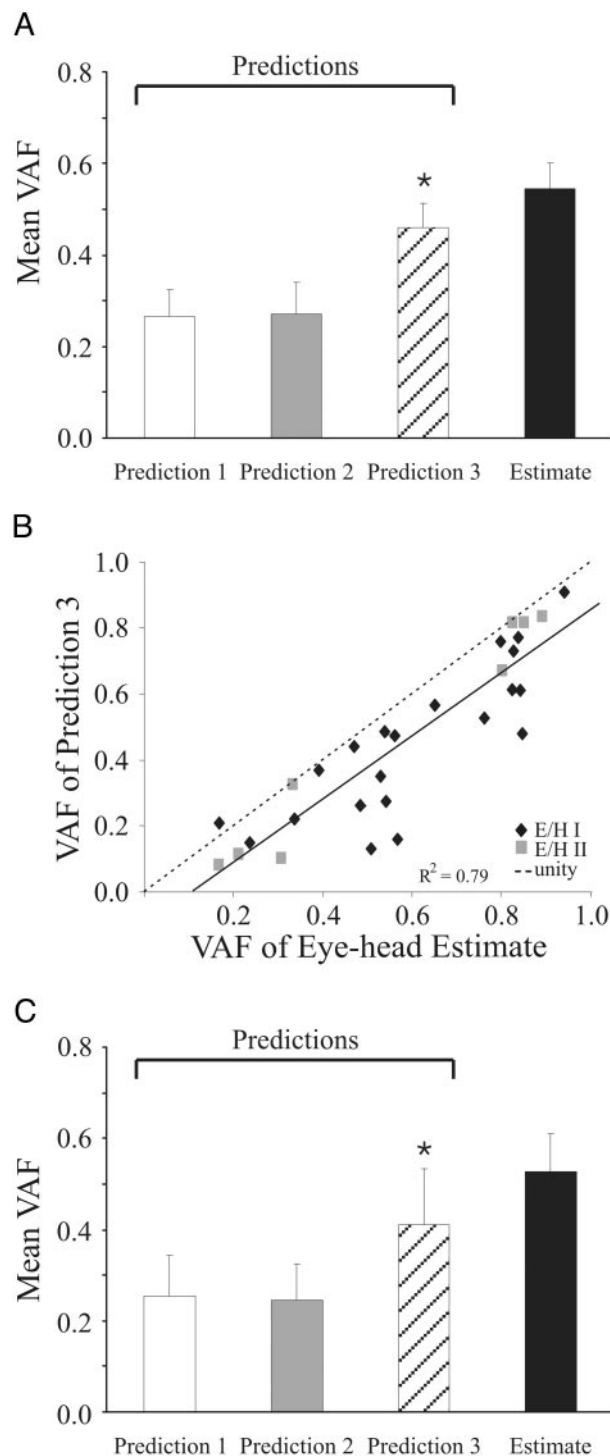 A
Predictions
0.8
0.6
0.4
0.2
0.0
Mean VAF
*
Prediction 1 Prediction 2 Prediction 3 Estimate
B
1.0
0.8
0.6
0.4
0.2
0.0
VAF of Prediction 3
E/H I
E/H II
unity
R² = 0.79
0.2 0.4 0.6 0.8 1.0
VAF of Eye-head Estimate
C
Predictions
0.8
0.6
0.4
0.2
0.0
Mean VAF
*
Prediction 1 Prediction 2 Prediction 3 Estimate